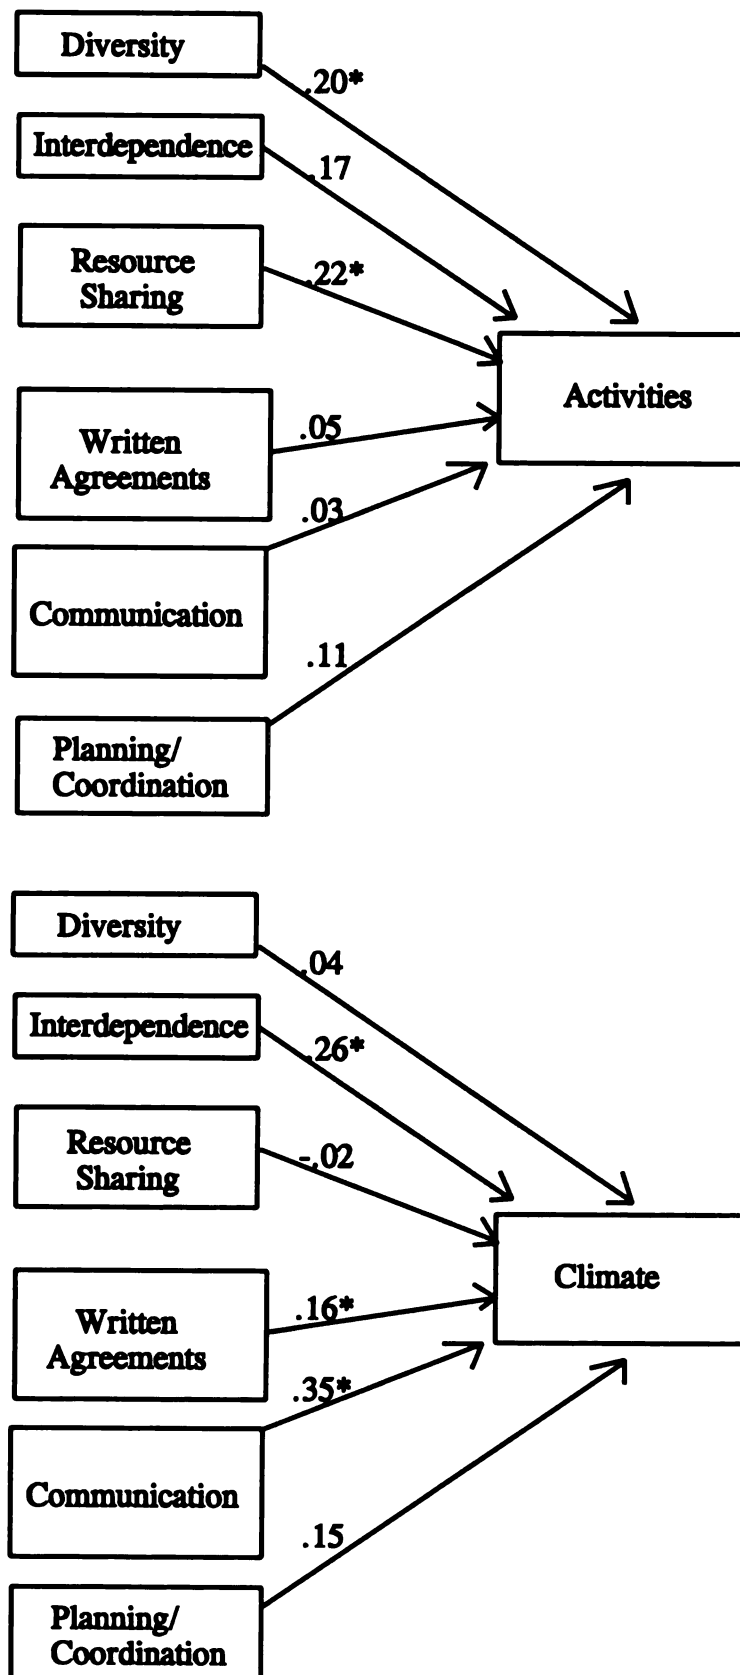 Diversity
.20*
Interdependence
.17
Resource
Sharing
.22*
Activities
Written
Agreements
.05
.03
Communication
.11
Planning/
Coordination
Diversity
.04
Interdependence
.26*
Resource
Sharing
-.02
Climate
Written
Agreements
.16*
.35*
Communication
.15
Planning/
Coordination